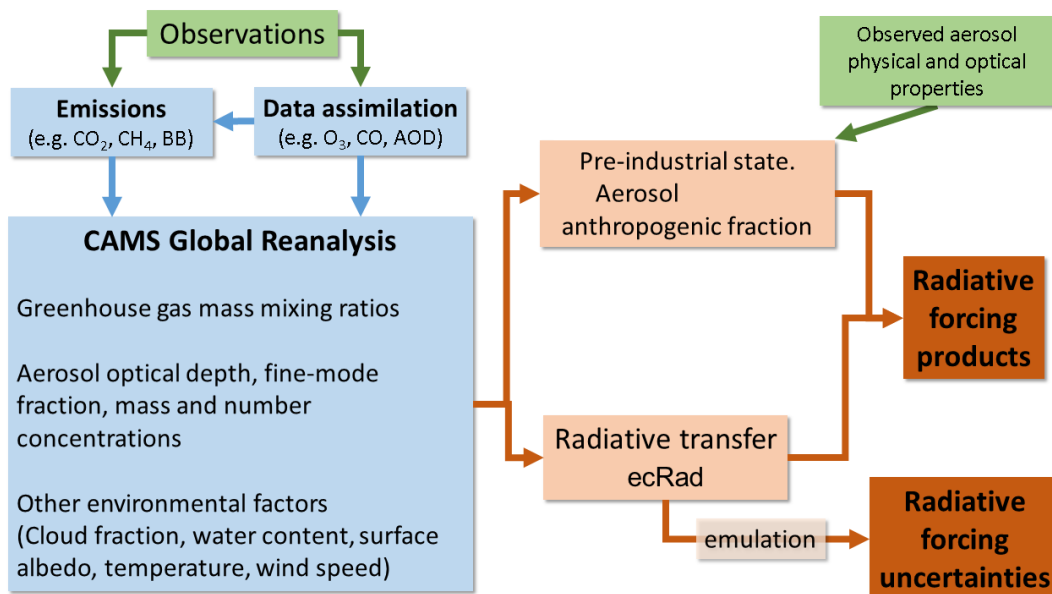 Observations
Emissions
(e.g. CO₂, CH₄, BB)
Data assimilation
(e.g. O₃, CO, AOD)
CAMS Global Reanalysis
Greenhouse gas mass mixing ratios
Aerosol optical depth, fine-mode
fraction, mass and number
concentrations
Other environmental factors
(Cloud fraction, water content, surface
albedo, temperature, wind speed)
Observed aerosol
physical and optical
properties
Pre-industrial state.
Aerosol
anthropogenic fraction
Radiative transfer
ecRad
emulation
Radiative
forcing
products
Radiative
forcing
uncertainties